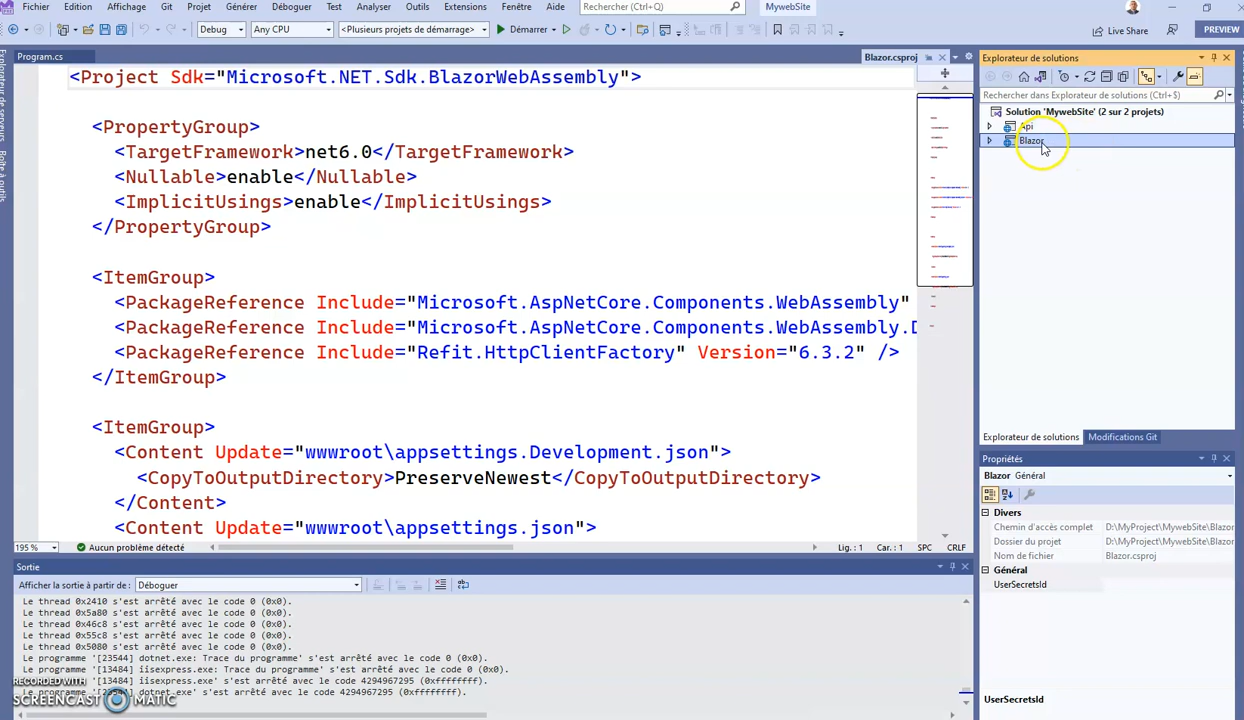 Fichier Edition Affichage Git Projet Générer Déboguer Test Analyser Outils Extensions Fenêtre Aide Rechercher (Ctrl+Q) MywebSite
Debug Any CPU <Plusieurs projets de démarrage> Démarrer Live Share PREVIEW
Explorateur de serveurs
Boîte à outils
Program.cs Blazor.csproj
<Project Sdk="Microsoft.NET.Sdk.BlazorWebAssembly">
<PropertyGroup>
<TargetFramework>net6.0</TargetFramework>
<Nullable>enable</Nullable>
<ImplicitUsings>enable</ImplicitUsings>
</PropertyGroup>
<ItemGroup>
<PackageReference Include="Microsoft.AspNetCore.Components.WebAssembly"
<PackageReference Include="Microsoft.AspNetCore.Components.WebAssembly.D
<PackageReference Include="Refit.HttpClientFactory" Version="6.3.2" />
</ItemGroup>
<ItemGroup>
<Content Update="wwwroot\appsettings.Development.json">
<CopyToOutputDirectory>PreserveNewest</CopyToOutputDirectory>
</Content>
<Content Update="wwwroot\appsettings.json">
195 % Aucun problème détecté Lig. : 1 Car. : 1 SPC CRLF
Sortie
Afficher la sortie à partir de : Déboguer
Le thread 0x2410 s'est arrêté avec le code 0 (0x0).
Le thread 0x5a80 s'est arrêté avec le code 0 (0x0).
Le thread 0x46c8 s'est arrêté avec le code 0 (0x0).
Le thread 0x55c8 s'est arrêté avec le code 0 (0x0).
Le thread 0x5080 s'est arrêté avec le code 0 (0x0).
Le programme '[23544] dotnet.exe: Trace du programme' s'est arrêté avec le code 0 (0x0).
Le programme '[13484] iisexpress.exe: Trace du programme' s'est arrêté avec le code 0 (0x0).
Le programme '[13484] iisexpress.exe' s'est arrêté avec le code 4294967295 (0xffffffff).
dotnet.exe' s'est arrêté avec le code 4294967295 (0xffffffff).
RECORDED WITH
SCREENCAST MATIC
Explorateur de solutions
Rechercher dans Explorateur de solutions (Ctrl+$)
Solution 'MywebSite' (2 sur 2 projets)
Api
Blazor
Explorateur de solutions Modifications Git
Propriétés
Blazor Général
Divers
Chemin d'accès complet D:\MyProject\MywebSite\Blazor
Dossier du projet D:\MyProject\MywebSite\Blazor
Nom de fichier Blazor.csproj
Général
UserSecretsId
UserSecretsId